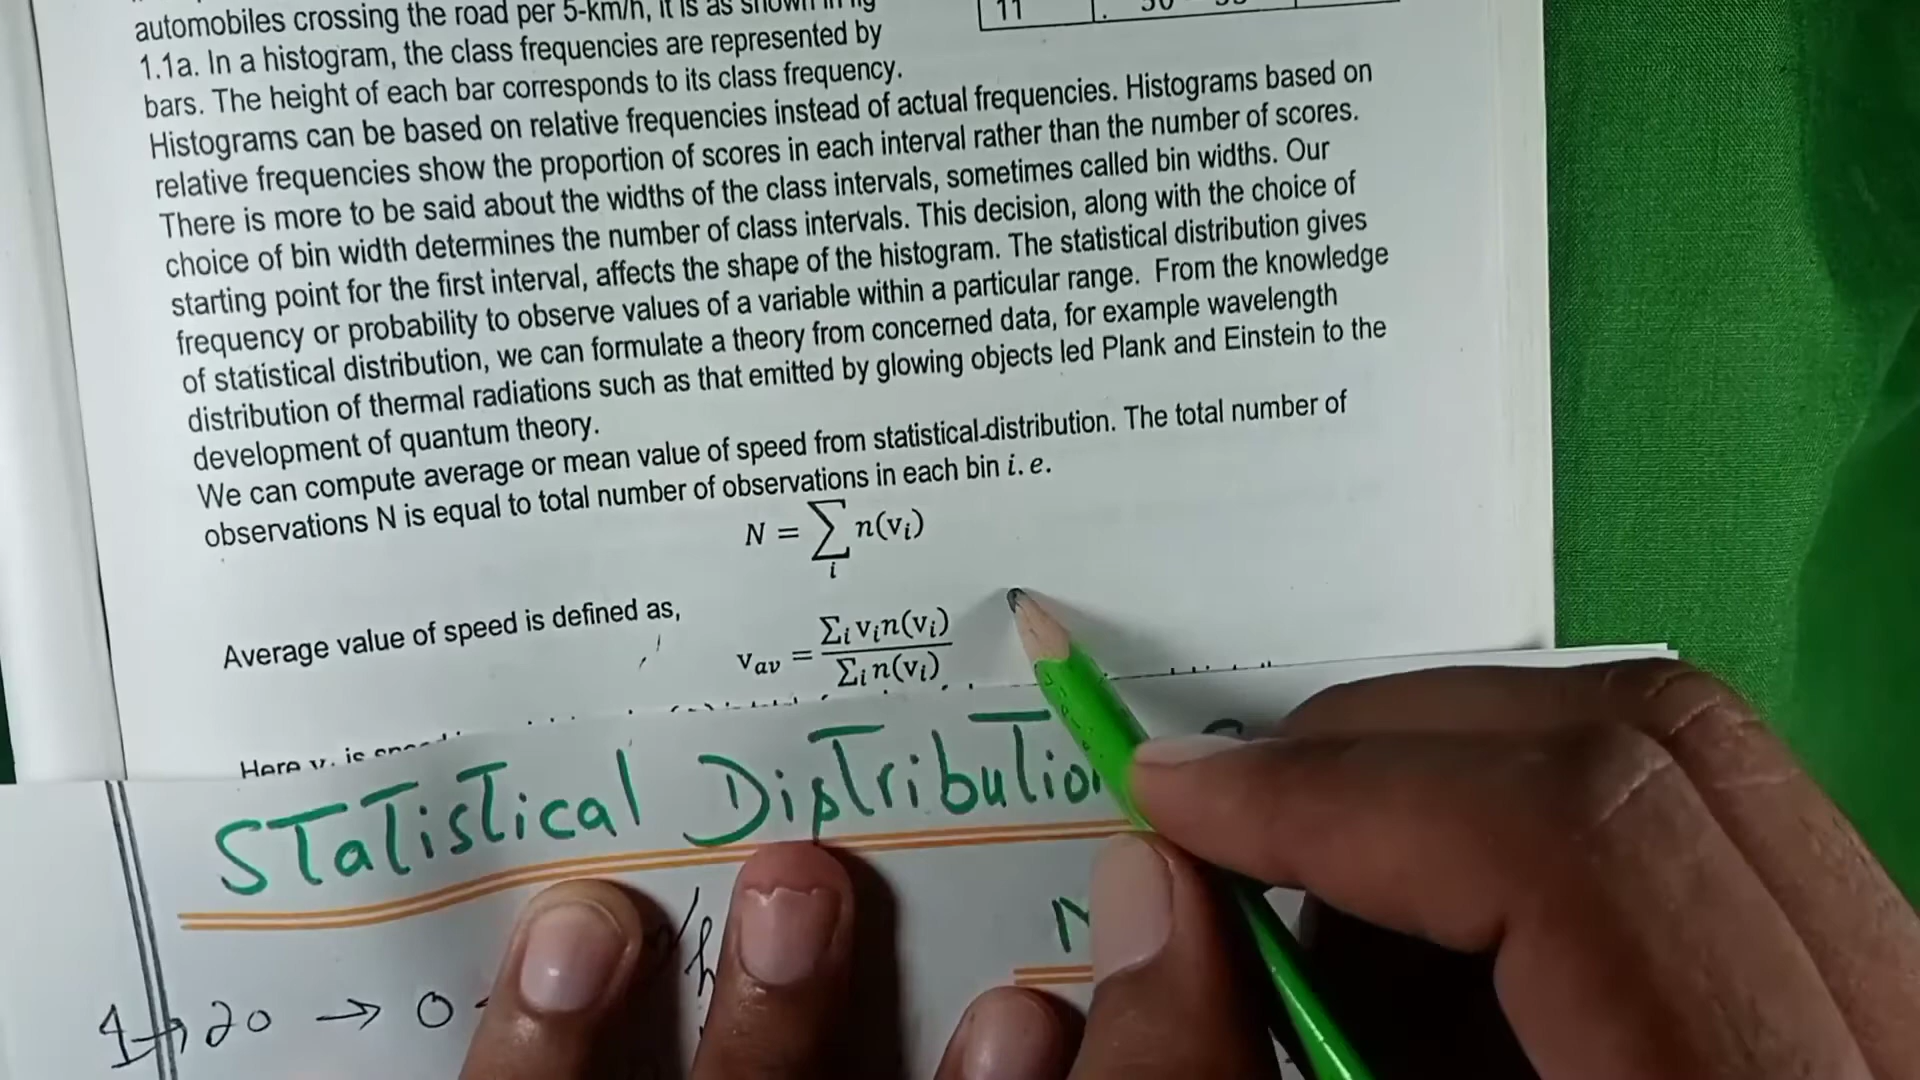 automobiles crossing the road per 5-km/h, it is as shown in fig
11
1.1a. In a histogram, the class frequencies are represented by
bars. The height of each bar corresponds to its class frequency.
Histograms can be based on relative frequencies instead of actual frequencies. Histograms based on
relative frequencies show the proportion of scores in each interval rather than the number of scores.
There is more to be said about the widths of the class intervals, sometimes called bin widths. Our
choice of bin width determines the number of class intervals. This decision, along with the choice of
starting point for the first interval, affects the shape of the histogram. The statistical distribution gives
frequency or probability to observe values of a variable within a particular range. From the knowledge
of statistical distribution, we can formulate a theory from concerned data, for example wavelength
distribution of thermal radiations such as that emitted by glowing objects led Plank and Einstein to the
development of quantum theory.
We can compute average or mean value of speed from statistical distribution. The total number of
observations N is equal to total number of observations in each bin i. e.
N = ∑ᵢ n(vᵢ)
Average value of speed is defined as,
vₐᵥ = ∑ᵢ vᵢn(vᵢ) / ∑ᵢ n(vᵢ)
Here vᵢ is
Statistical Distribution
20 → 0